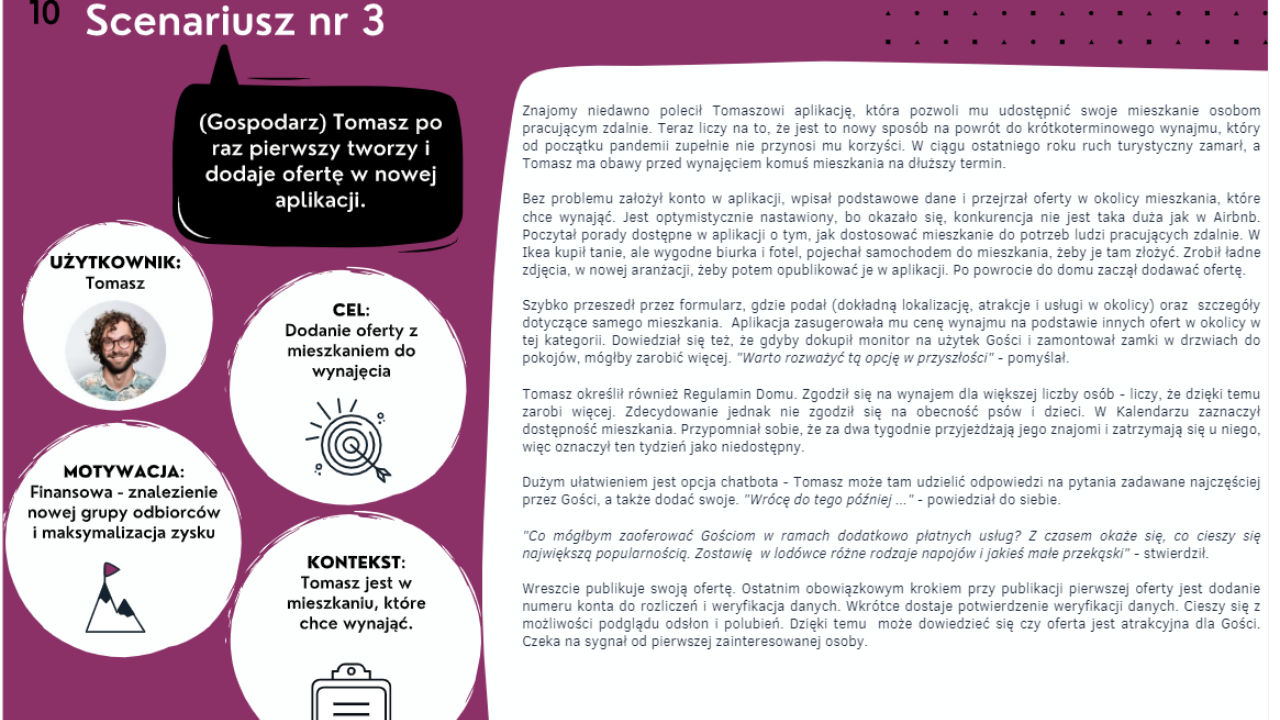 10
Scenariusz nr 3
(Gospodarz) Tomasz po
raz pierwszy tworzy i
dodaje ofertę w nowej
aplikacji.
UŻYTKOWNIK:
Tomasz
CEL:
Dodanie oferty z
mieszkaniem do
wynajęcia
MOTYWACJA:
Finansowa - znalezienie
nowej grupy odbiorców
i maksymalizacja zysku
KONTEKST:
Tomasz jest w
mieszkaniu, które
chce wynająć.
Znajomy niedawno polecił Tomaszowi aplikację, która pozwoli mu udostępnić swoje mieszkanie osobom
pracującym zdalnie. Teraz liczy na to, że jest to nowy sposób na powrót do krótkoterminowego wynajmu, który
od początku pandemii zupełnie nie przynosi mu korzyści. W ciągu ostatniego roku ruch turystyczny zamarł, a
Tomasz ma obawy przed wynajęciem komuś mieszkania na dłuższy termin.
Bez problemu założył konto w aplikacji, wpisał podstawowe dane i przejrzał oferty w okolicy mieszkania, które
chce wynająć. Jest optymistycznie nastawiony, bo okazało się, konkurencja nie jest taka duża jak w Airbnb.
Poczytał porady dostępne w aplikacji o tym, jak dostosować mieszkanie do potrzeb ludzi pracujących zdalnie. W
Ikea kupił tanie, ale wygodne biurka i fotel, pojechał samochodem do mieszkania, żeby je tam złożyć. Zrobił ładne
zdjęcia, w nowej aranżacji, żeby potem opublikować je w aplikacji. Po powrocie do domu zaczął dodawać ofertę.
Szybko przeszedł przez formularz, gdzie podał (dokładną lokalizację, atrakcje i usługi w okolicy) oraz szczegóły
dotyczące samego mieszkania. Aplikacja zasugerowała mu cenę wynajmu na podstawie innych ofert w okolicy w
tej kategorii. Dowiedział się też, że gdyby dokupił monitor na użytek Gości i zamontował zamki w drzwiach do
pokojów, mógłby zarobić więcej. "Warto rozważyć tą opcję w przyszłości" - pomyślał.
Tomasz określił również Regulamin Domu. Zgodził się na wynajem dla większej liczby osób - liczy, że dzięki temu
zarobi więcej. Zdecydowanie jednak nie zgodził się na obecność psów i dzieci. W Kalendarzu zaznaczył
dostępność mieszkania. Przypomniał sobie, że za dwa tygodnie przyjeżdżają jego znajomi i zatrzymają się u niego,
więc oznaczył ten tydzień jako niedostępny.
Dużym ułatwieniem jest opcja chatbota - Tomasz może tam udzielić odpowiedzi na pytania zadawane najczęściej
przez Gości, a także dodać swoje. "Wrócę do tego później ..." - powiedział do siebie.
"Co mógłbym zaoferować Gościom w ramach dodatkowo płatnych usług? Z czasem okaże się, co cieszy się
największą popularnością. Zostawię w lodówce różne rodzaje napojów i jakieś małe przekąski" - stwierdził.
Wreszcie publikuje swoją ofertę. Ostatnim obowiązkowym krokiem przy publikacji pierwszej oferty jest dodanie
numeru konta do rozliczeń i weryfikacja danych. Wkrótce dostaje potwierdzenie weryfikacji danych. Cieszy się z
możliwości podglądu odsłon i polubień. Dzięki temu może dowiedzieć się czy oferta jest atrakcyjna dla Gości.
Czeka na sygnał od pierwszej zainteresowanej osoby.